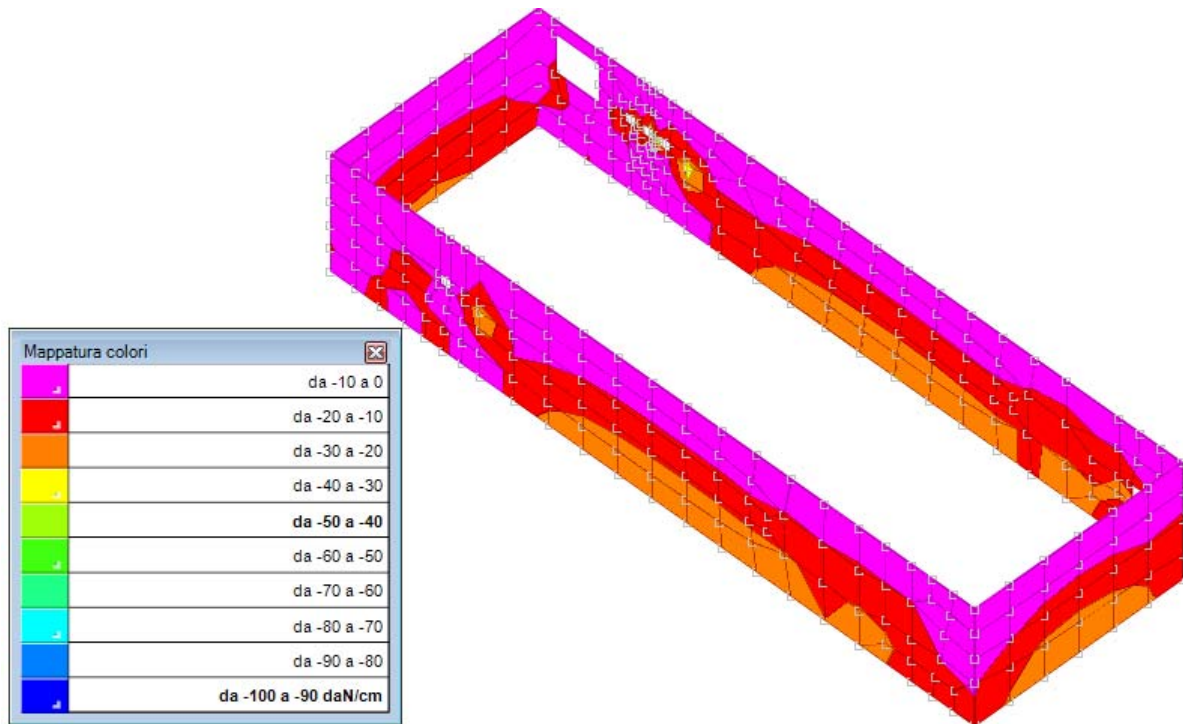 Mappatura colori
da -10 a 0
da -20 a -10
da -30 a -20
da -40 a -30
da -50 a -40
da -60 a -50
da -70 a -60
da -80 a -70
da -90 a -80
da -100 a -90 daN/cm